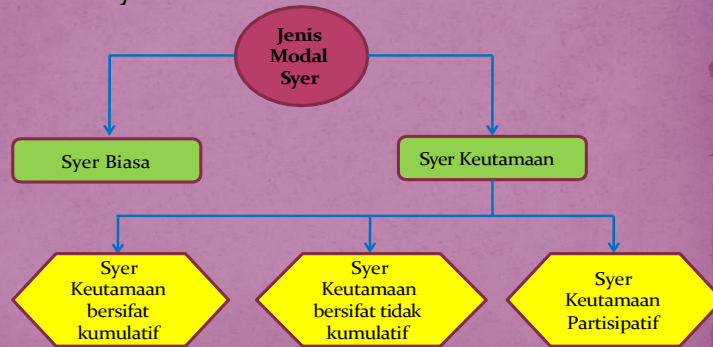 Jenis
Modal
Syer
Syer Biasa
Syer Keutamaan
Syer
Keutamaan
bersifat
kumulatif
Syer
Keutamaan
bersifat tidak
kumulatif
Syer
Keutamaan
Partisipatif